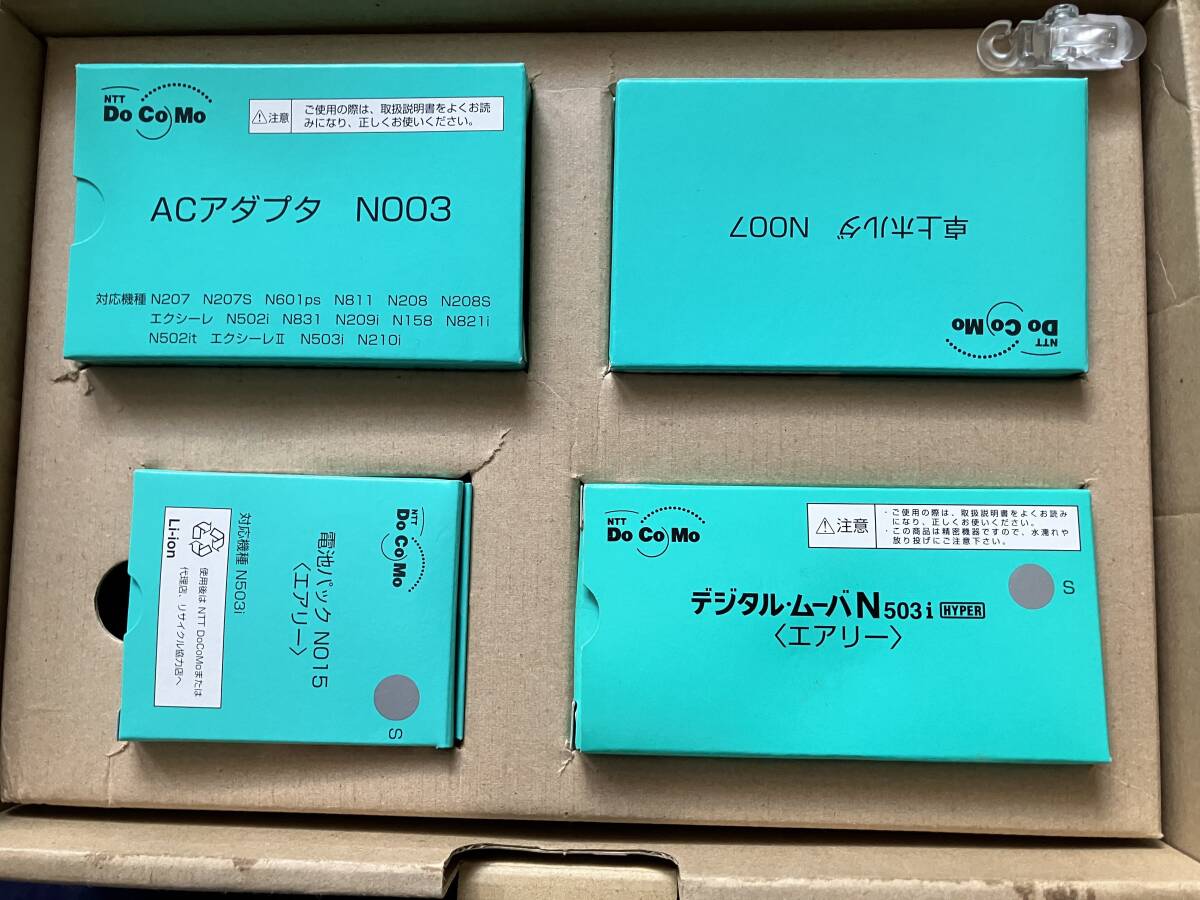 NTT
DoCoMo
⚠注意
ご使用の際は、取扱説明書をよくお読
みになり、正しくお使いください。
ACアダプタ N003
対応機種 N207 N207S N601ps N811 N208 N208S
エクシーレ N502i N831 N209i N158 N821i
N502it エクシーレⅡ N503i N210i
卓上ホルダ N007
NTT
DoCoMo
NTT
DoCoMo
電池パック N015
〈エアリー〉
S
対応機種 N503i
Li-ion
使用後は NTT DoCoMoまたは
代理店、リサイクル協力店へ
NTT
DoCoMo
⚠注意
・ご使用の際は、取扱説明書をよくお読み
になり、正しくお使いください。
・この商品は精密機器ですので、水濡れや
放り投げにご注意下さい。
S
デジタル・ムーバN503i HYPER
〈エアリー〉